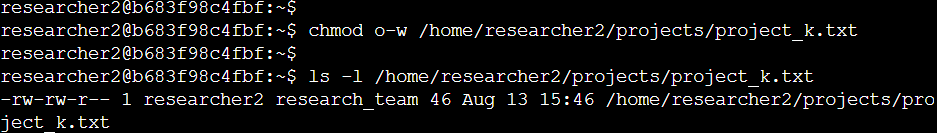 researcher2@b683f98c4fbf:~$
researcher2@b683f98c4fbf:~$ chmod o-w /home/researcher2/projects/project_k.txt
researcher2@b683f98c4fbf:~$
researcher2@b683f98c4fbf:~$ ls -l /home/researcher2/projects/project_k.txt
-rw-rw-r-- 1 researcher2 research_team 46 Aug 13 15:46 /home/researcher2/projects/pro
ject_k.txt